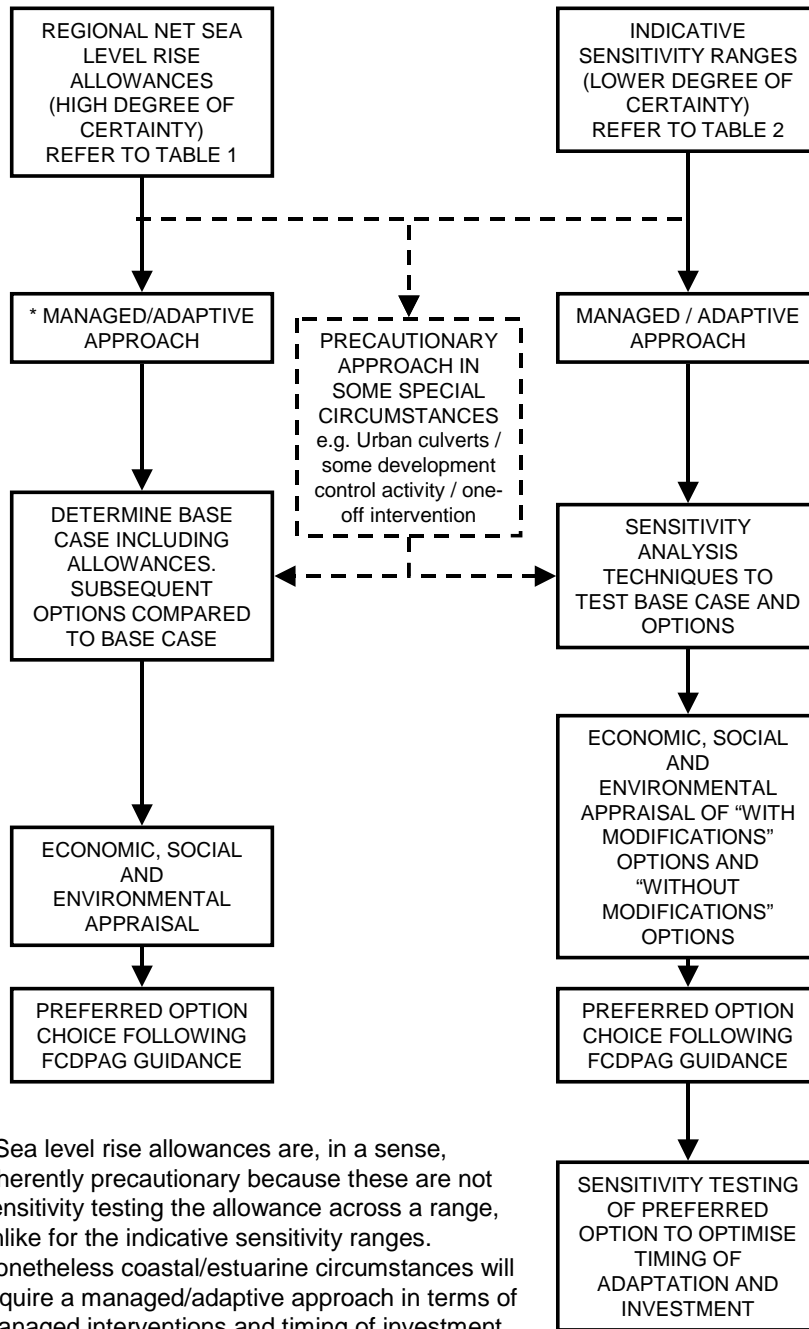 REGIONAL NET SEA
LEVEL RISE
ALLOWANCES
(HIGH DEGREE OF
CERTAINTY)
REFER TO TABLE 1
INDICATIVE
SENSITIVITY RANGES
(LOWER DEGREE OF
CERTAINTY)
REFER TO TABLE 2
* MANAGED/ADAPTIVE
APPROACH
PRECAUTIONARY
APPROACH IN
SOME SPECIAL
CIRCUMSTANCES
e.g. Urban culverts /
some development
control activity / one-
off intervention
MANAGED / ADAPTIVE
APPROACH
DETERMINE BASE
CASE INCLUDING
ALLOWANCES.
SUBSEQUENT
OPTIONS COMPARED
TO BASE CASE
SENSITIVITY
ANALYSIS
TECHNIQUES TO
TEST BASE CASE AND
OPTIONS
ECONOMIC, SOCIAL
AND
ENVIRONMENTAL
APPRAISAL
ECONOMIC, SOCIAL
AND
ENVIRONMENTAL
APPRAISAL OF “WITH
MODIFICATIONS”
OPTIONS AND
“WITHOUT
MODIFICATIONS”
OPTIONS
PREFERRED OPTION
CHOICE FOLLOWING
FCDPAG GUIDANCE
PREFERRED OPTION
CHOICE FOLLOWING
FCDPAG GUIDANCE
Sea level rise allowances are, in a sense,
herently precautionary because these are not
ensitivity testing the allowance across a range,
nlike for the indicative sensitivity ranges.
onetheless coastal/estuarine circumstances will
quire a managed/adaptive approach in terms of
anaged interventions and timing of investment
SENSITIVITY TESTING
OF PREFERRED
OPTION TO OPTIMISE
TIMING OF
ADAPTATION AND
INVESTMENT